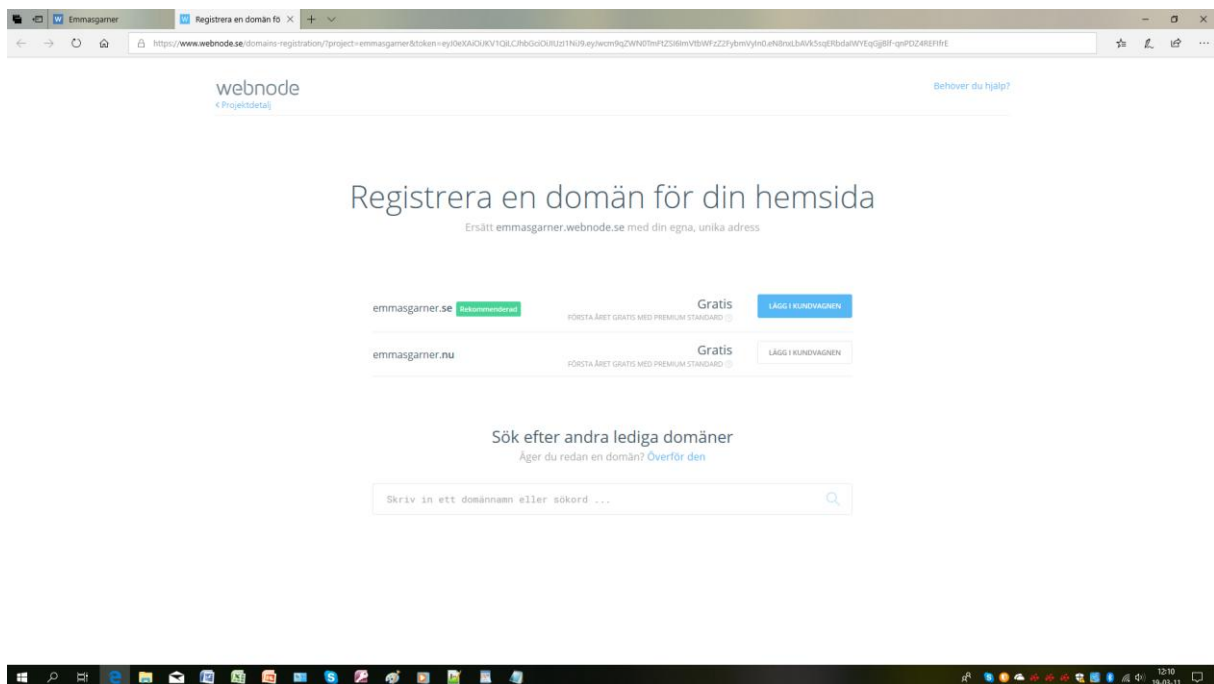 Emmasgarner
Registrera en domän fö
webnode
< Projektdetalj
Behöver du hjälp?
Registrera en domän för din hemsida
Ersätt emmasgarner.webnode.se med din egna, unika adress
emmasgarner.se Rekommenderad Gratis LÄGG I KUNDVAGNEN
FÖRSTA ÅRET GRATIS MED PREMIUM STANDARD
emmasgarner.nu Gratis LÄGG I KUNDVAGNEN
FÖRSTA ÅRET GRATIS MED PREMIUM STANDARD
Sök efter andra lediga domäner
Äger du redan en domän? Överför den
Skriv in ett domännamn eller sökord ...
12:10
19-03-11